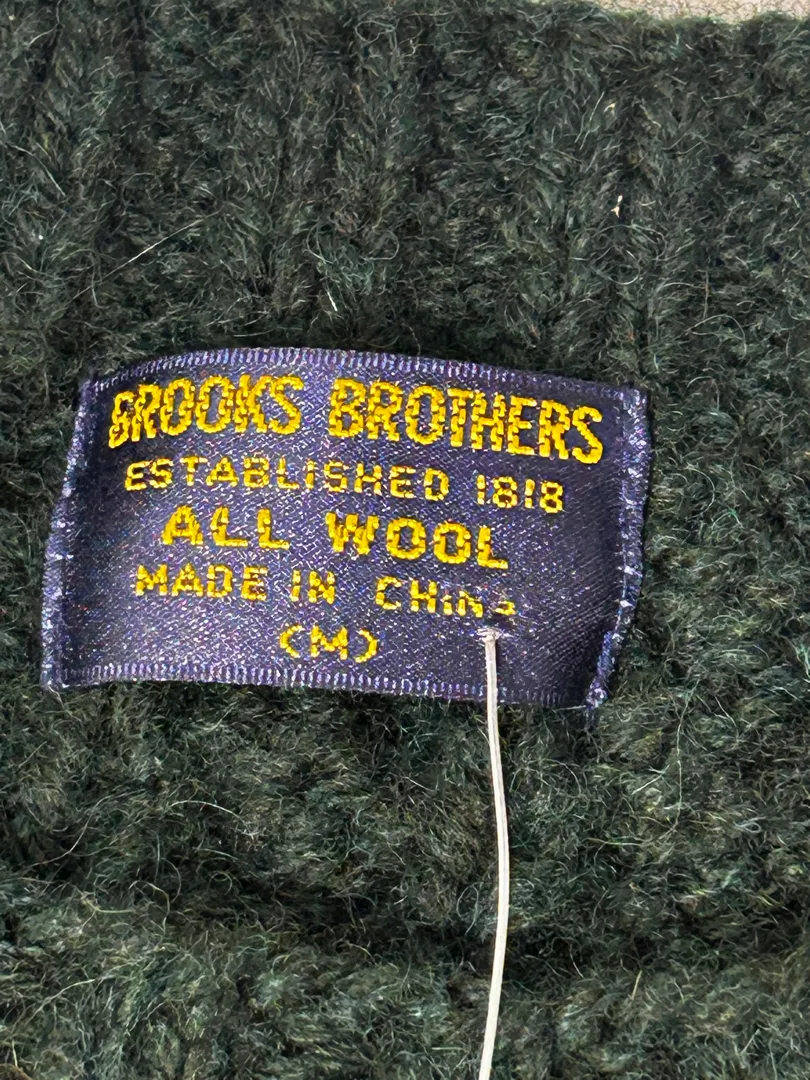 BROOKS BROTHERS
ESTABLISHED 1818
ALL WOOL
MADE IN CHINA
(M)